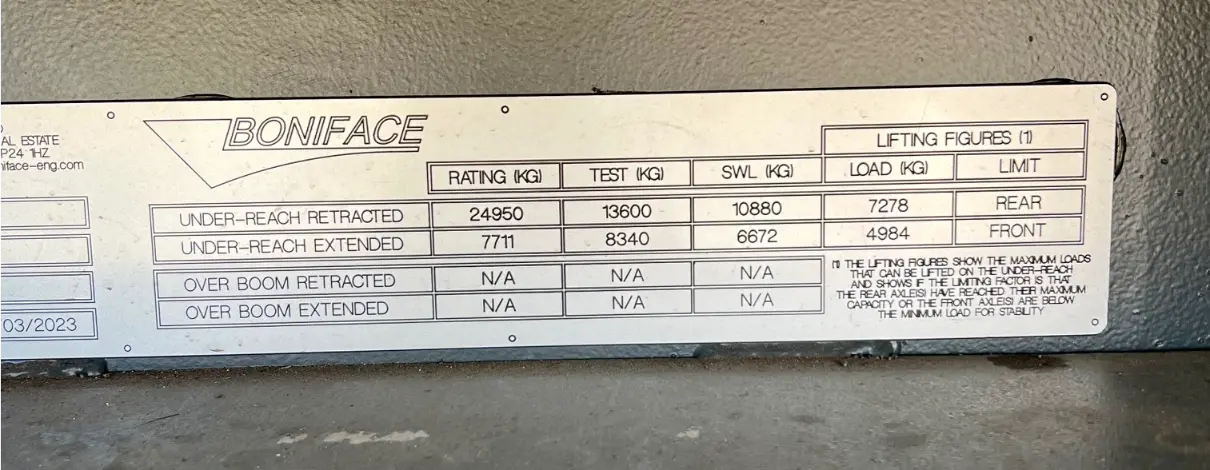 AL ESTATE
P24 1HZ
niface-eng.com
03/2023
BONIFACE
LIFTING FIGURES (1)
RATING (KG) TEST (KG) SWL (KG) LOAD (KG) LIMIT
UNDER-REACH RETRACTED 24950 13600 10880 7278 REAR
UNDER-REACH EXTENDED 7711 8340 6672 4984 FRONT
OVER BOOM RETRACTED N/A N/A N/A
OVER BOOM EXTENDED N/A N/A N/A
(1) THE LIFTING FIGURES SHOW THE MAXIMUM LOADS
THAT CAN BE LIFTED ON THE UNDER-REACH
AND SHOWS IF THE LIMITING FACTOR IS THAT
THE REAR AXLE(S) HAVE REACHED THEIR MAXIMUM
CAPACITY OR THE FRONT AXLE(S) ARE BELOW
THE MINIMUM LOAD FOR STABILITY